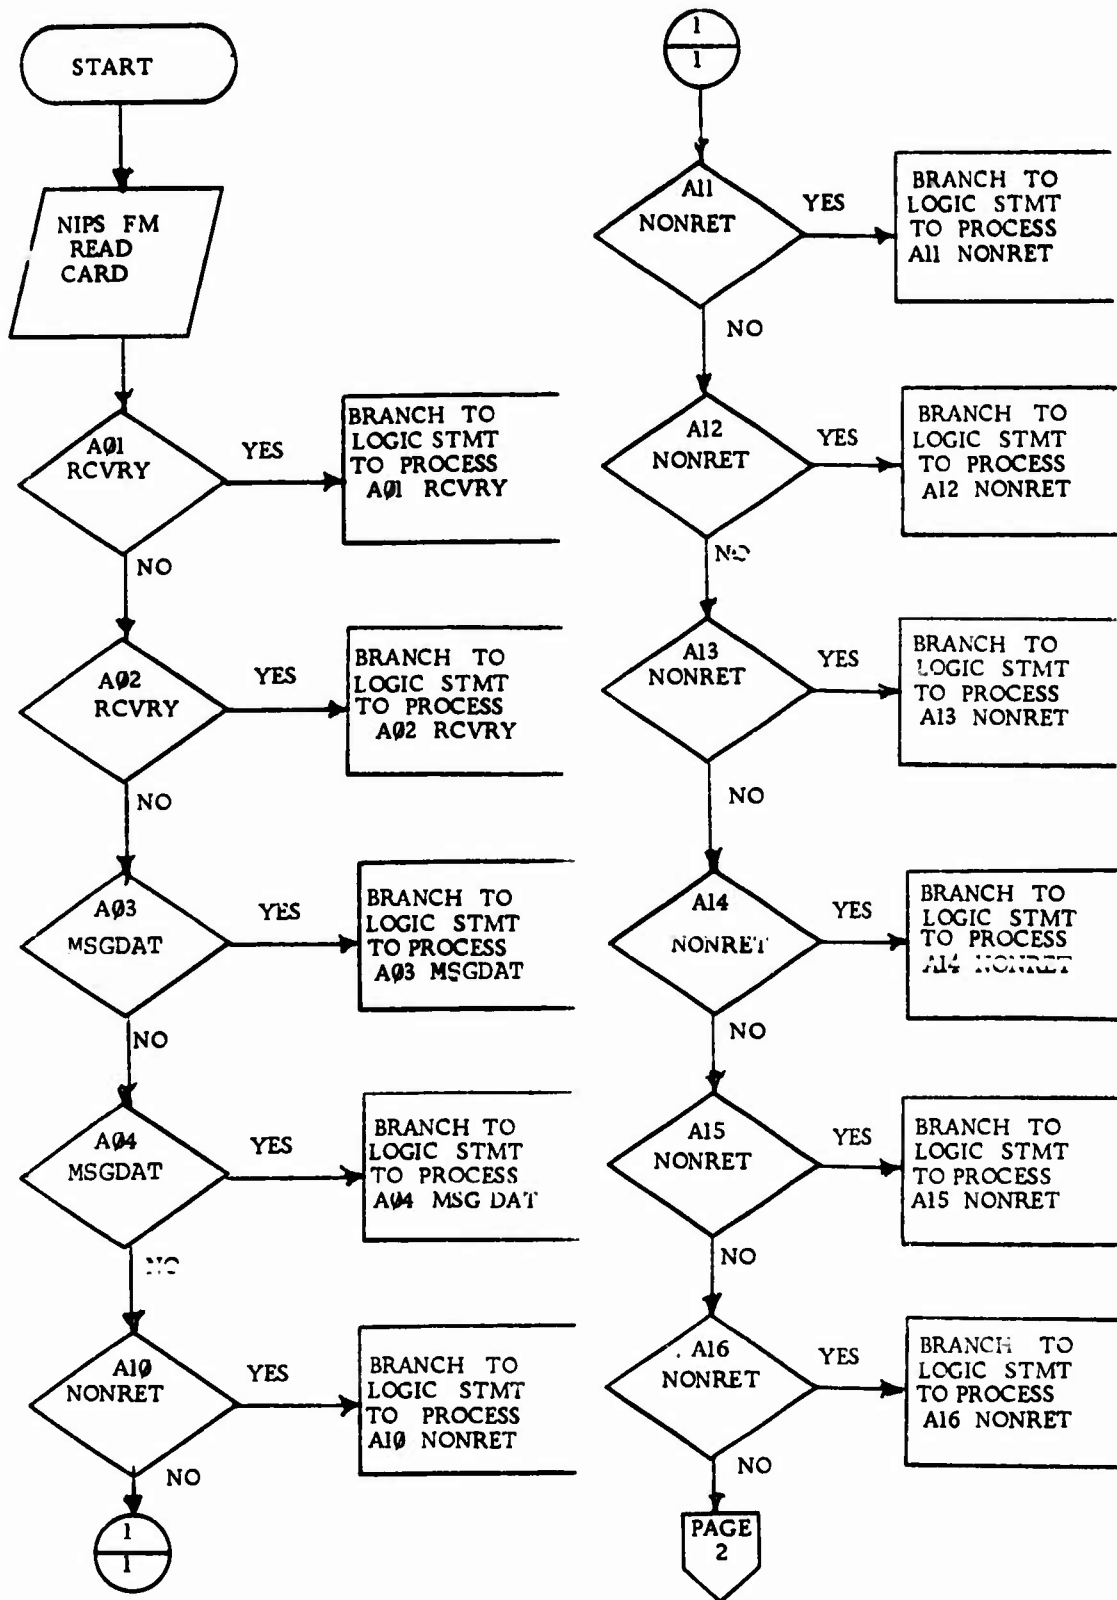 START
NIPS FM
READ
CARD
AØ1
RCVRY
YES
BRANCH TO
LOGIC STMT
TO PROCESS
AØ1 RCVRY
NO
AØ2
RCVRY
YES
BRANCH TO
LOGIC STMT
TO PROCESS
AØ2 RCVRY
NO
AØ3
MSGDAT
YES
BRANCH TO
LOGIC STMT
TO PROCESS
AØ3 MSGDAT
NO
AØ4
MSGDAT
YES
BRANCH TO
LOGIC STMT
TO PROCESS
AØ4 MSG DAT
NO
A1Ø
NONRET
YES
BRANCH TO
LOGIC STMT
TO PROCESS
A1Ø NONRET
NO
1
1
1
1
A11
NONRET
YES
BRANCH TO
LOGIC STMT
TO PROCESS
A11 NONRET
NO
A12
NONRET
YES
BRANCH TO
LOGIC STMT
TO PROCESS
A12 NONRET
NO
A13
NONRET
YES
BRANCH TO
LOGIC STMT
TO PROCESS
A13 NONRET
NO
A14
NONRET
YES
BRANCH TO
LOGIC STMT
TO PROCESS
A14 NONRET
NO
A15
NONRET
YES
BRANCH TO
LOGIC STMT
TO PROCESS
A15 NONRET
NO
A16
NONRET
YES
BRANCH TO
LOGIC STMT
TO PROCESS
A16 NONRET
NO
PAGE
2